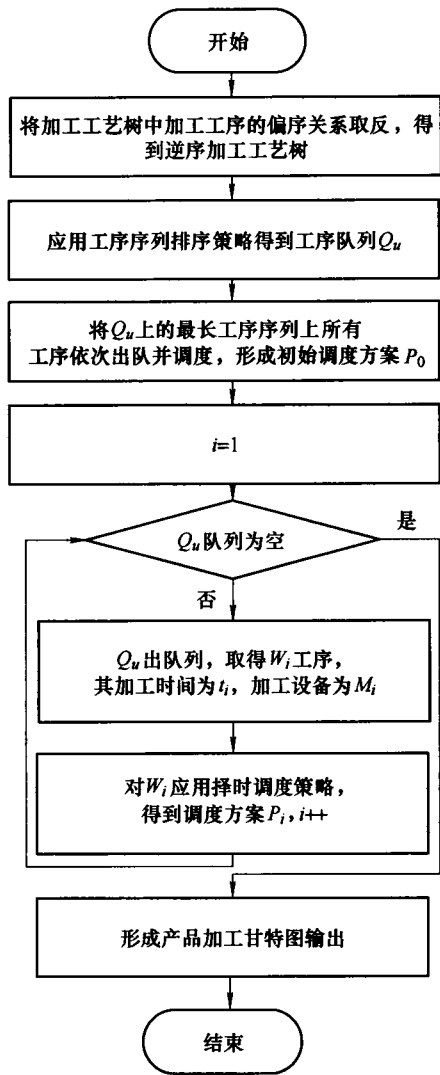 开始
将加工工艺树中加工工序的偏序关系取反，得
到逆序加工工艺树
应用工序序列排序策略得到工序队列Qu
将Qu上的最长工序序列上所有
工序依次出队并调度，形成初始调度方案P0
i=1
Qu队列为空
是
否
Qu出队列，取得Wi工序，
其加工时间为ti，加工设备为Mi
对Wi应用择时调度策略，
得到调度方案Pi，i++
形成产品加工甘特图输出
结束